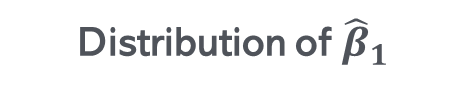 Distribution of β̂₁